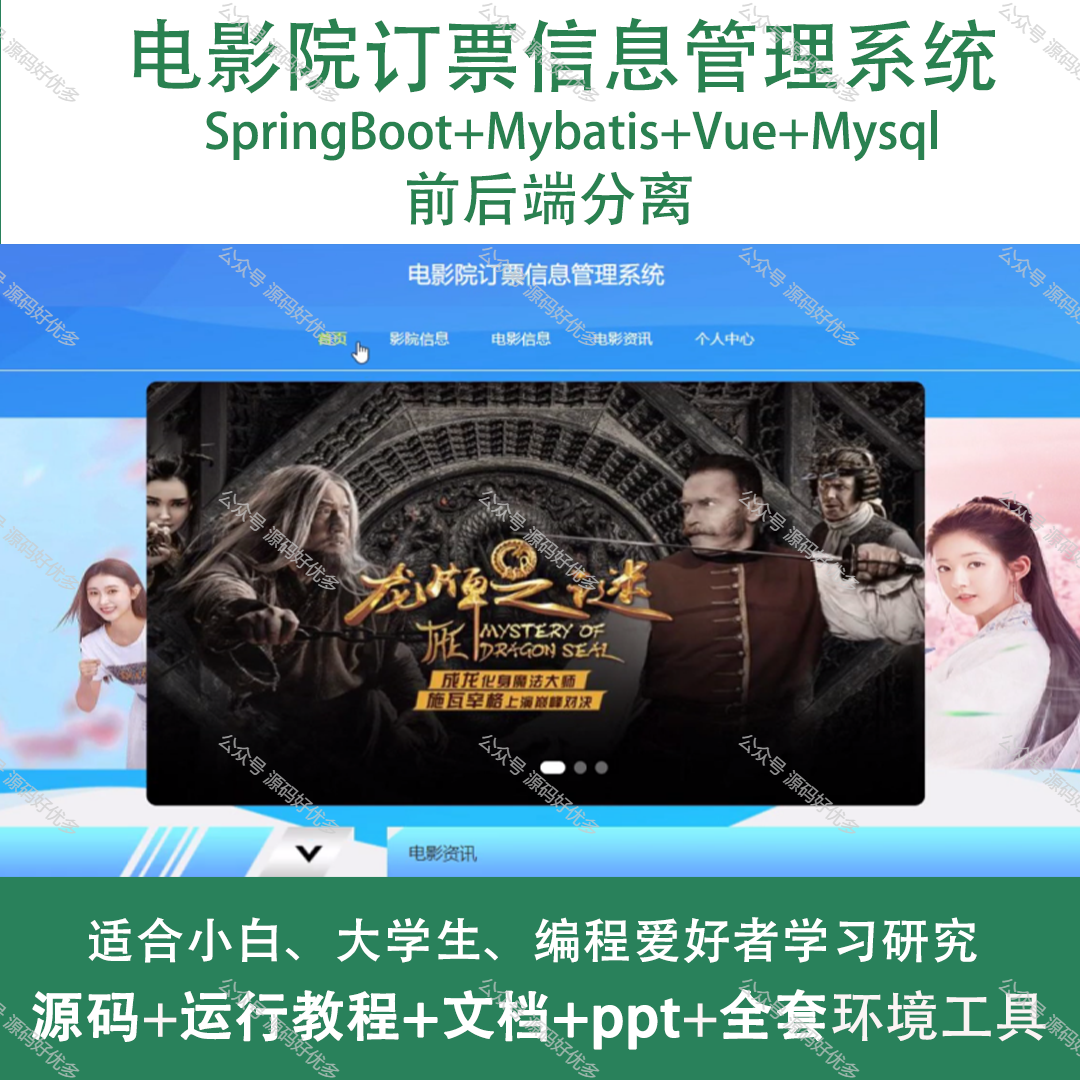 电影院订票信息管理系统
SpringBoot+Mybatis+Vue+Mysql
前后端分离
电影院订票信息管理系统
首页 影院信息 电影信息 电影资讯 个人中心
龙牌之谜
THE MYSTERY OF DRAGON SEAL
成龙化身魔法大师
施瓦辛格上演巅峰对决
电影资讯
适合小白、大学生、编程爱好者学习研究
源码+运行教程+文档+ppt+全套环境工具
公众号 源码好优多